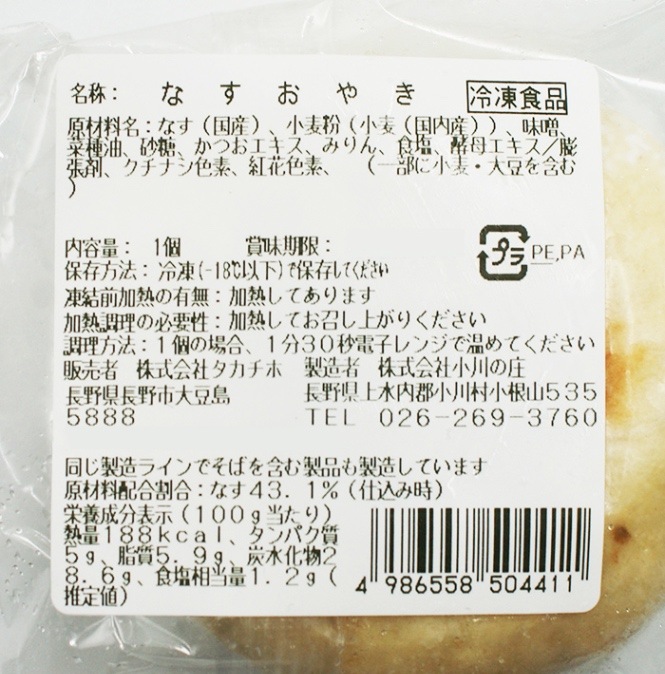 名称： なすおやき 冷凍食品
原材料名：なす（国産）、小麦粉（小麦（国内産））、味噌、
菜種油、砂糖、かつおエキス、みりん、食塩、酵母エキス／膨
張剤、クチナシ色素、紅花色素、 （一部に小麦・大豆を含む
）
内容量： 1個 賞味期限：
保存方法：冷凍(-18℃以下)で保存してください
プラ PE,PA
凍結前加熱の有無：加熱してあります
加熱調理の必要性：加熱してお召し上がりください
調理方法：１個の場合、１分３０秒電子レンジで温めてください
販売者 株式会社タカチホ 製造者 株式会社小川の庄
長野県長野市大豆島 長野県上水内郡小川村小根山５３５
５８８８ ＴＥＬ ０２６-２６９-３７６０
同じ製造ラインでそばを含む製品も製造しています
原材料配合割合：なす４３．１％（仕込み時）
栄養成分表示（１００ｇ当たり）
熱量１８８ｋｃａｌ、タンパク質
５ｇ、脂質５．９ｇ、炭水化物２
８．６ｇ、食塩相当量１．２ｇ（
推定値）
4 986558 504411